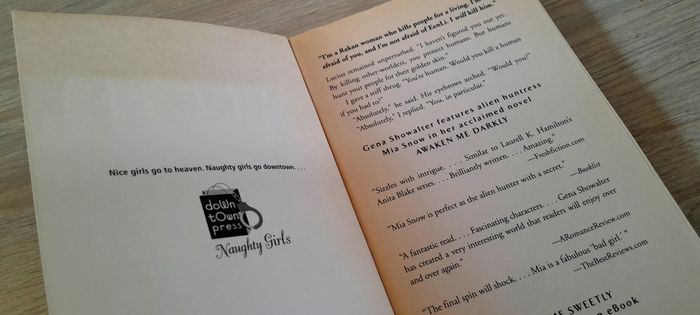 Nice girls go to heaven. Naughty girls go downtown....
doWn
tOwn
press
Naughty Girls
"I'm a Rakan woman who kills people for a living, I'm
afraid of you, and I'm not afraid of EenLi. I will kill him."
Lucius remained unperturbed. "I haven't figured you out yet.
By killing other-worlders, you protect humans. But humans
hunt your people for their golden skin."
I gave a stiff shrug. "You're human. Would you kill a human
if you had to?"
"Absolutely," he said. His eyebrows arched. "Would you?"
"Absolutely," I replied. "You, in particular."
Gena Showalter features alien huntress
Mia Snow in her acclaimed novel
AWAKEN ME DARKLY
"Sizzles with intrigue. . . . Similar to Laurell K. Hamilton's
Anita Blake series. . . . Brilliantly written. . . . Amazing."
—Freshfiction.com
"Mia Snow is perfect as the alien hunter with a secret."
—Booklist
"A fantastic read. . . . Fascinating characters. . . . Gena Showalter
has created a very interesting world that readers will enjoy over
and over again."
—ARomanceReview.com
"The final spin will shock. . . . Mia is a fabulous 'bad girl.' "
—TheBestReviews.com
ME SWEETLY
eBook